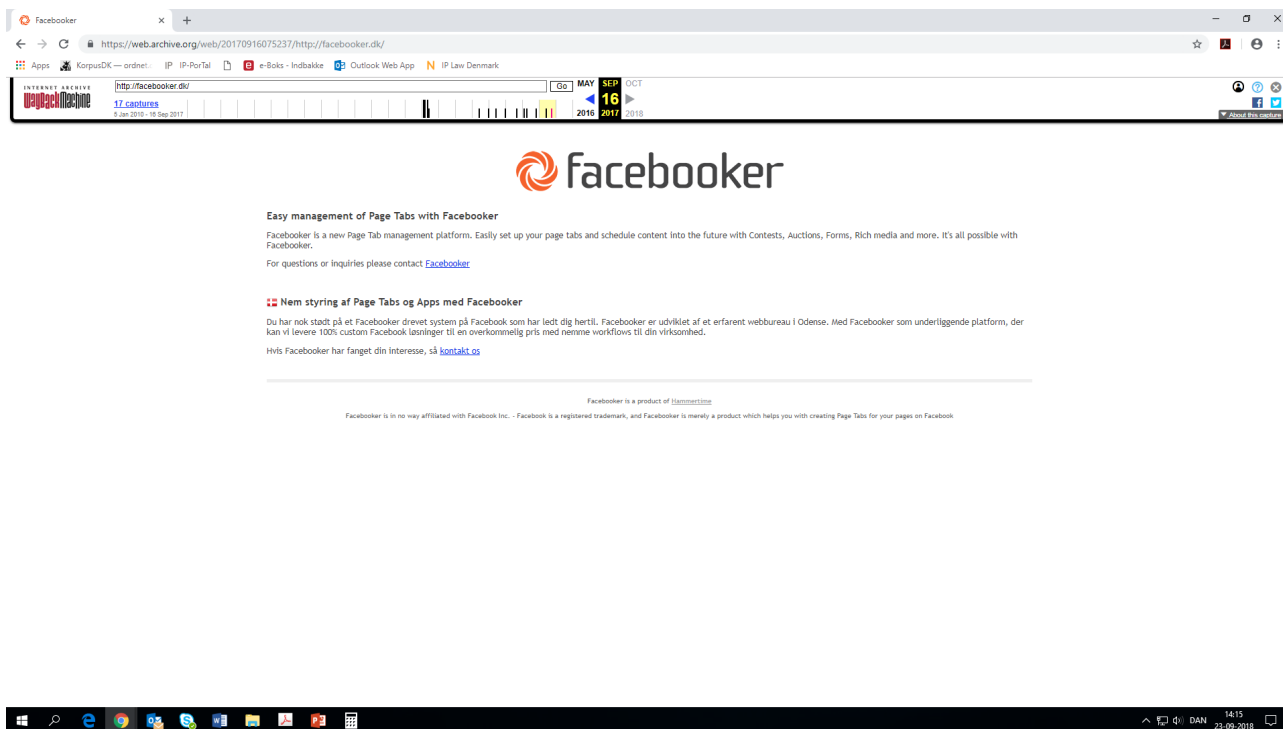 Facebooker
https://web.archive.org/web/20170916075237/http://facebooker.dk/
Apps KorpusDK — ordnet. IP IP-PorTal e-Boks - Indbakke Outlook Web App N IP Law Denmark
INTERNET ARCHIVE
WayBackMachine
http://facebooker.dk/ Go MAY SEP OCT
17 captures 16
5 Jan 2010 - 16 Sep 2017 2016 2017 2018
About this capture
facebooker
Easy management of Page Tabs with Facebooker
Facebooker is a new Page Tab management platform. Easily set up your page tabs and schedule content into the future with Contests, Auctions, Forms, Rich media and more. It's all possible with
Facebooker.
For questions or inquiries please contact Facebooker
Nem styring af Page Tabs og Apps med Facebooker
Du har nok stødt på et Facebooker drevet system på Facebook som har ledt dig hertil. Facebooker er udviklet af et erfarent webbureau i Odense. Med Facebooker som underliggende platform, der
kan vi levere 100% custom Facebook løsninger til en overkommelig pris med nemme workflows til din virksomhed.
Hvis Facebooker har fanget din interesse, så kontakt os
Facebooker is a product of Hammertime
Facebooker is in no way affiliated with Facebook Inc. - Facebook is a registered trademark, and Facebooker is merely a product which helps you with creating Page Tabs for your pages on Facebook
DAN 14:15
23-09-2018